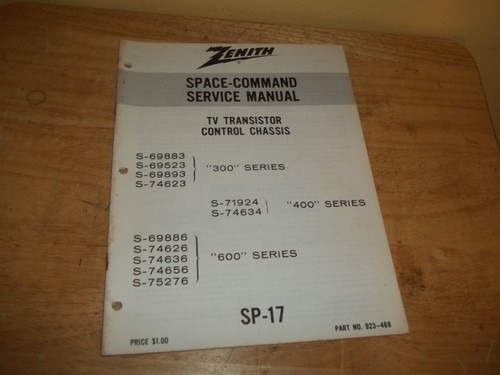 ZENITH
SPACE-COMMAND
SERVICE MANUAL
TV TRANSISTOR
CONTROL CHASSIS
S-69883
S-69523
S-69893
S-74623
"300" SERIES
S-71924
S-74634
"400" SERIES
S-69886
S-74626
S-74636
S-74656
S-75276
"600" SERIES
SP-17
PRICE $1.00
PART NO. 923-468